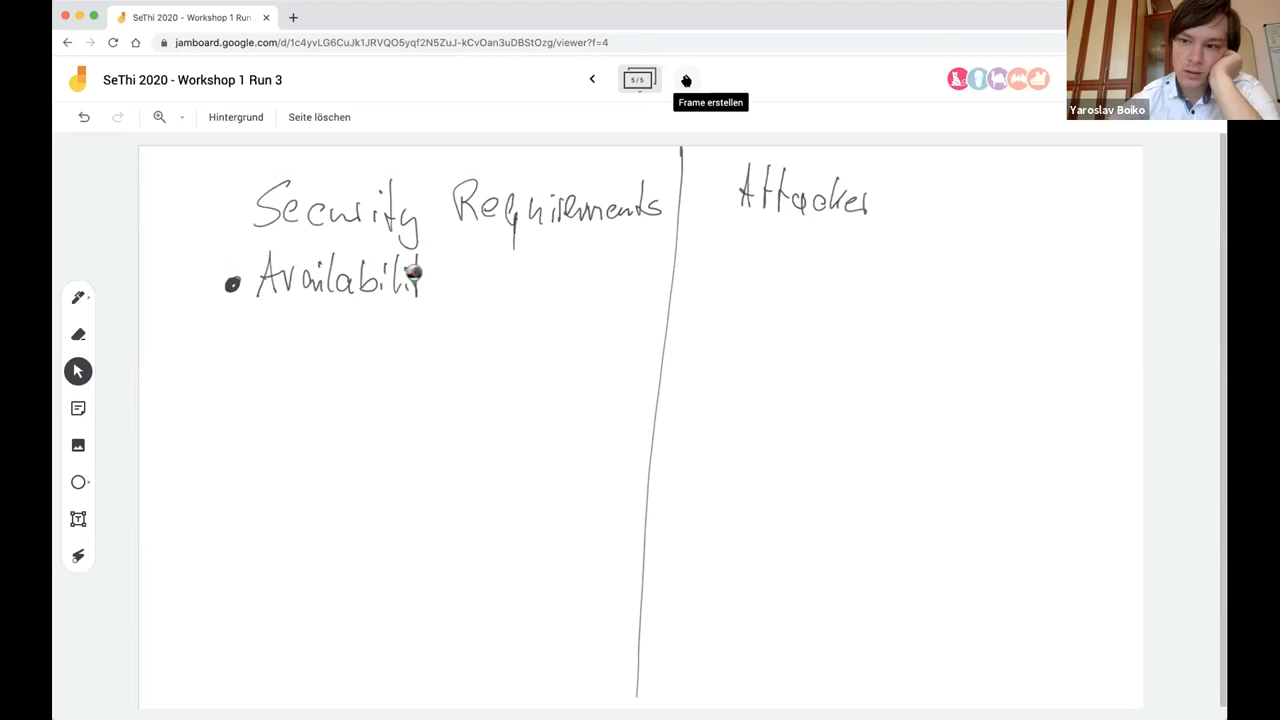 SeThi 2020 - Workshop 1 Run
jamboard.google.com/d/1c4yvLG6CuJk1JRVQO5yqf2N5ZuJ-kCvOan3uDBStOzg/viewer?f=4
SeThi 2020 - Workshop 1 Run 3
5/5
Frame erstellen
Yaroslav Boiko
Hintergrund
Seite löschen
Security Requirements
Attacker
• Availabilit